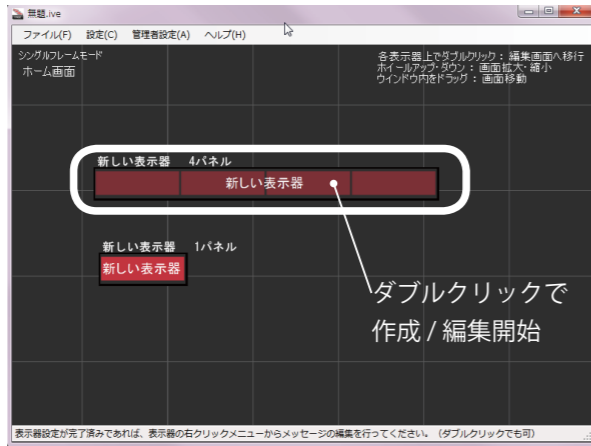 無題.ive
ファイル(F) 設定(C) 管理者設定(A) ヘルプ(H)
シングルフレームモード
ホーム画面
各表示器上でダブルクリック：編集画面へ移行
ホイールアップ・ダウン：画面拡大・縮小
ウインドウ内をドラッグ：画面移動
新しい表示器 4パネル
新しい表示器
新しい表示器 1パネル
新しい表示器
ダブルクリックで
作成 / 編集開始
表示器設定が完了済みであれば、表示器の右クリックメニューからメッセージの編集を行ってください。（ダブルクリックでも可）